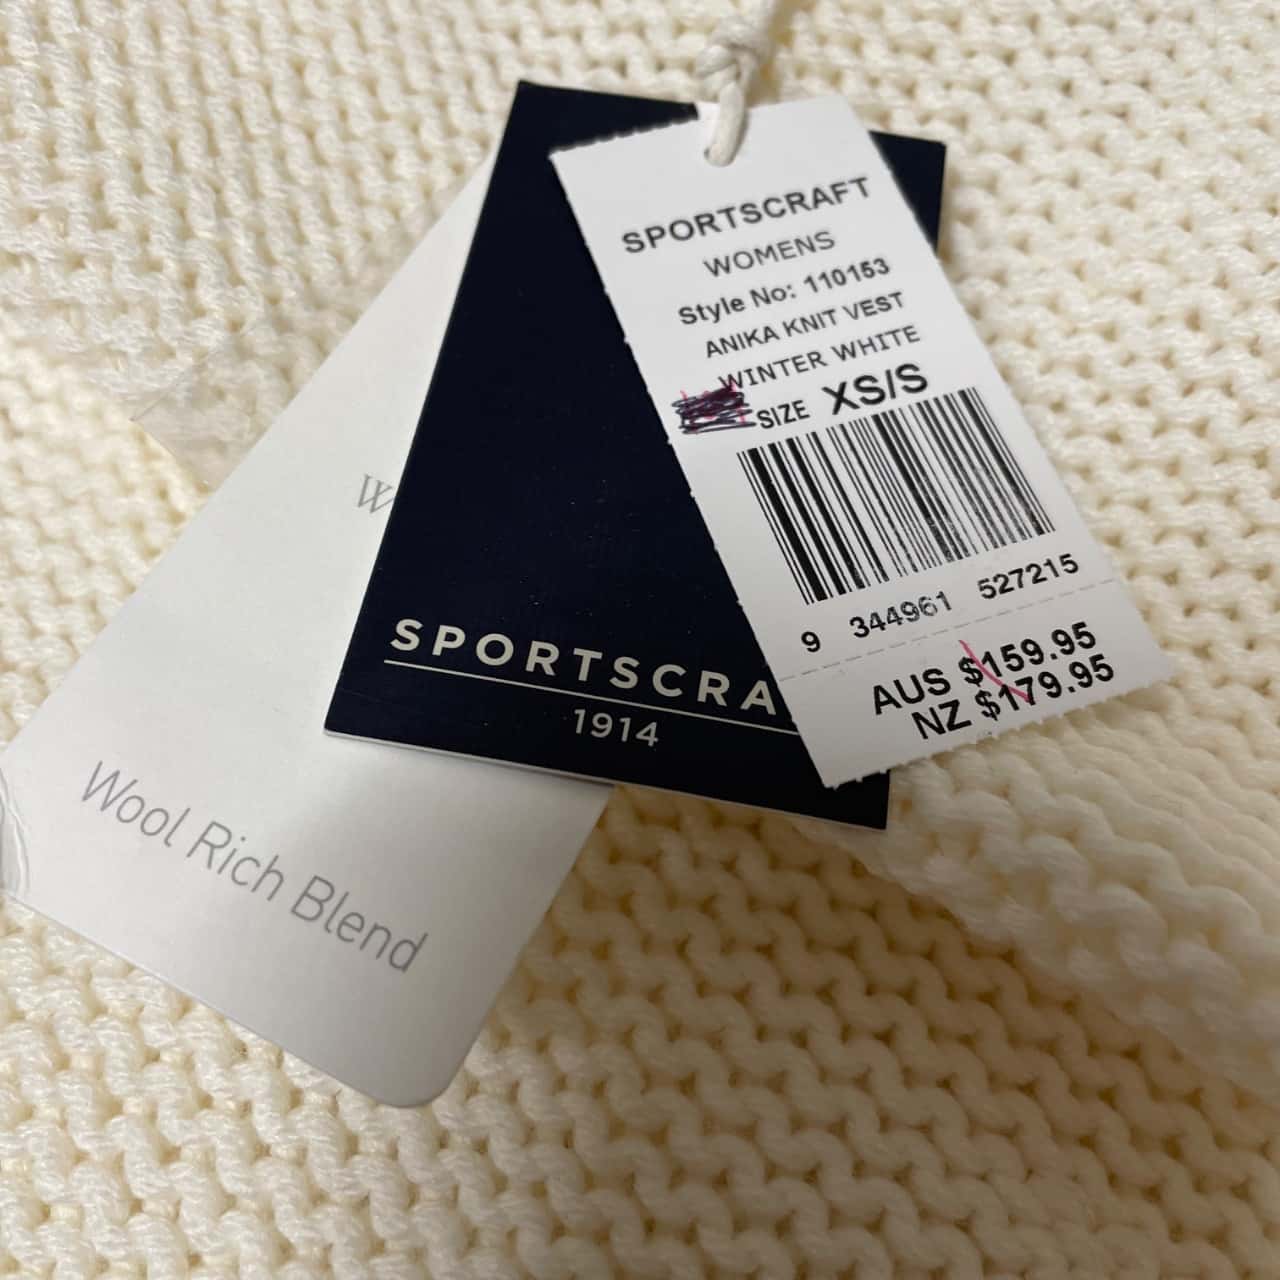 SPORTSCRAFT
WOMENS
Style No: 110153
ANIKA KNIT VEST
WINTER WHITE
SIZE XS/S
9 344961 527215
AUS $159.95
NZ $179.95
W
SPORTSCRA
1914
Wool Rich Blend